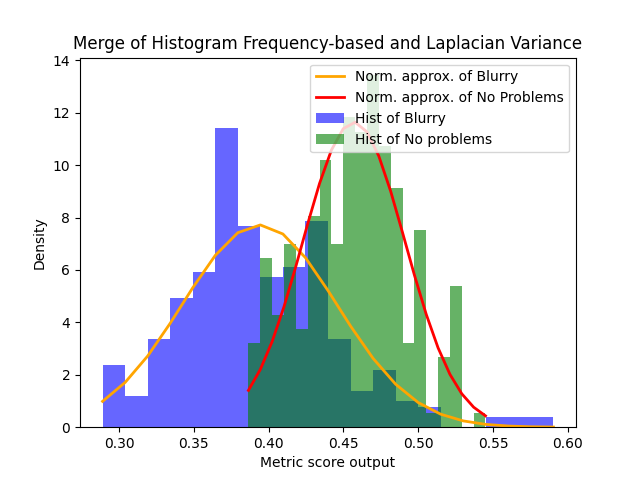 Merge of Histogram Frequency-based and Laplacian Variance
Norm. approx. of Blurry
Norm. approx. of No Problems
Hist of Blurry
Hist of No problems
14
12
10
8
6
4
2
0
Density
0.30 0.35 0.40 0.45 0.50 0.55 0.60
Metric score output